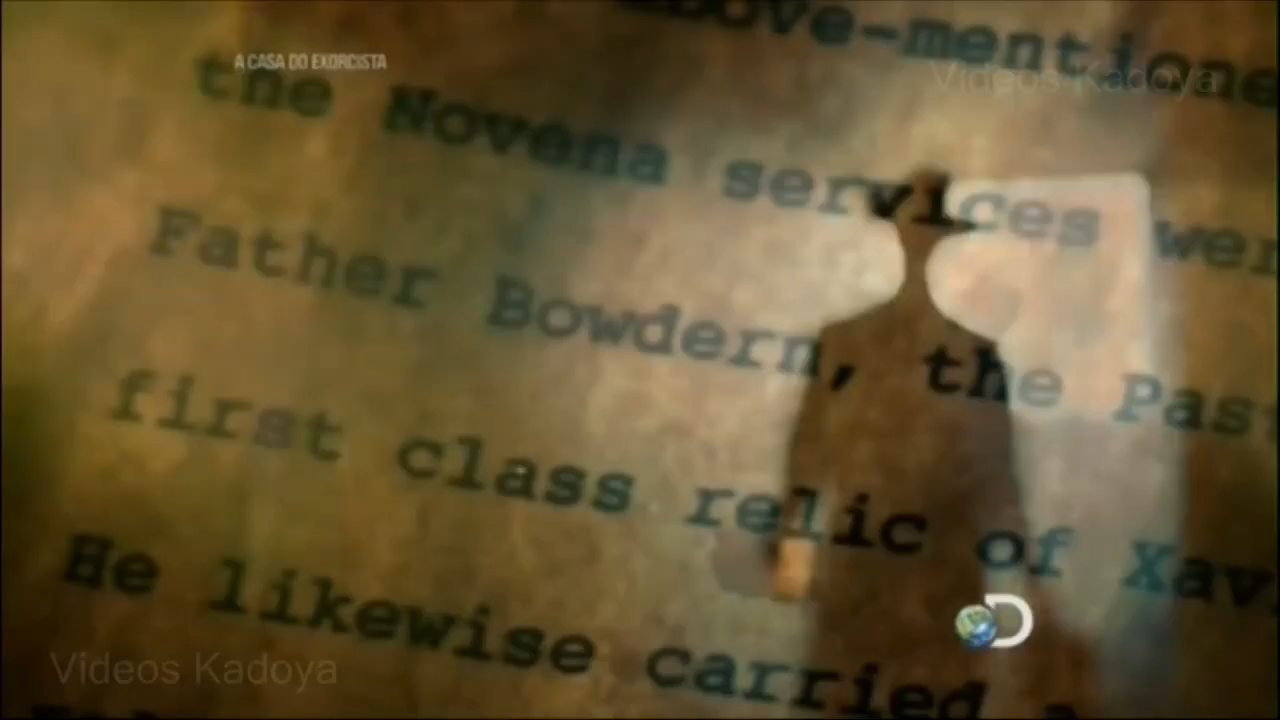 A CASA DO EXORCISTA
Videos Kadoya
the Novena services
Father Bowdern, the
first class relic of
He likewise carried
Videos Kadoya